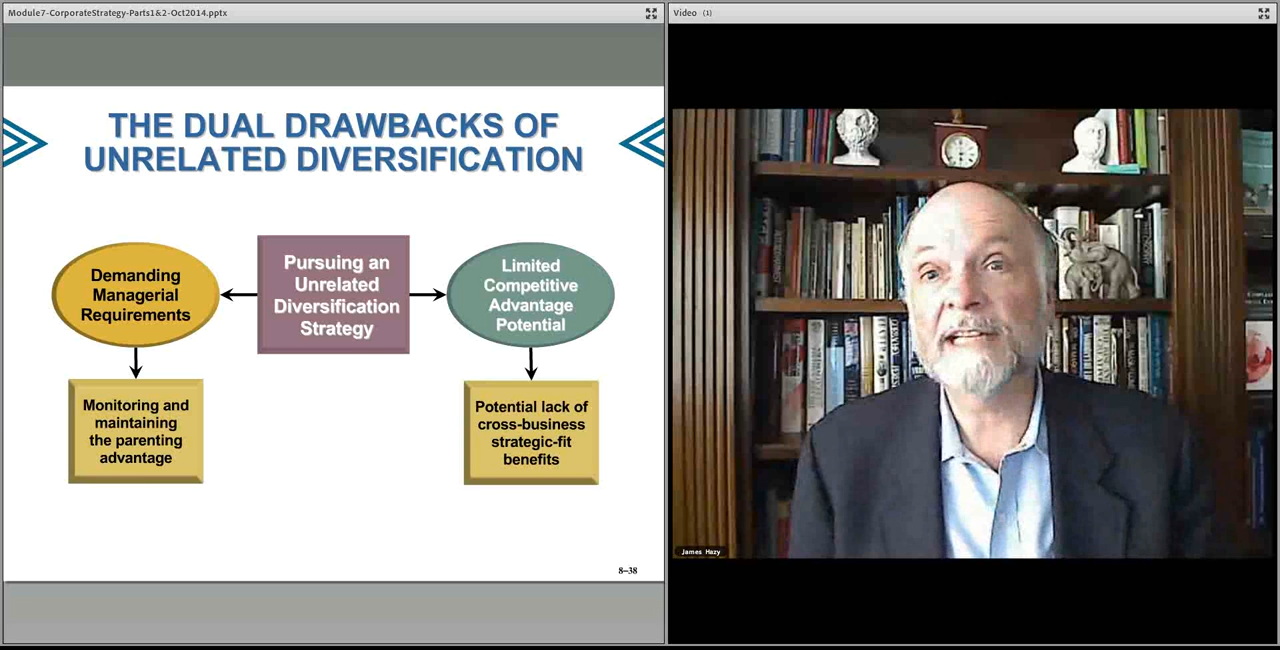 Module7-CorporateStrategy-Parts1&2-Oct2014.pptx
Video (1)
THE DUAL DRAWBACKS OF
UNRELATED DIVERSIFICATION
Demanding
Managerial
Requirements
Pursuing an
Unrelated
Diversification
Strategy
Limited
Competitive
Advantage
Potential
Monitoring and
maintaining
the parenting
advantage
Potential lack of
cross-business
strategic-fit
benefits
8–38
James Hazy